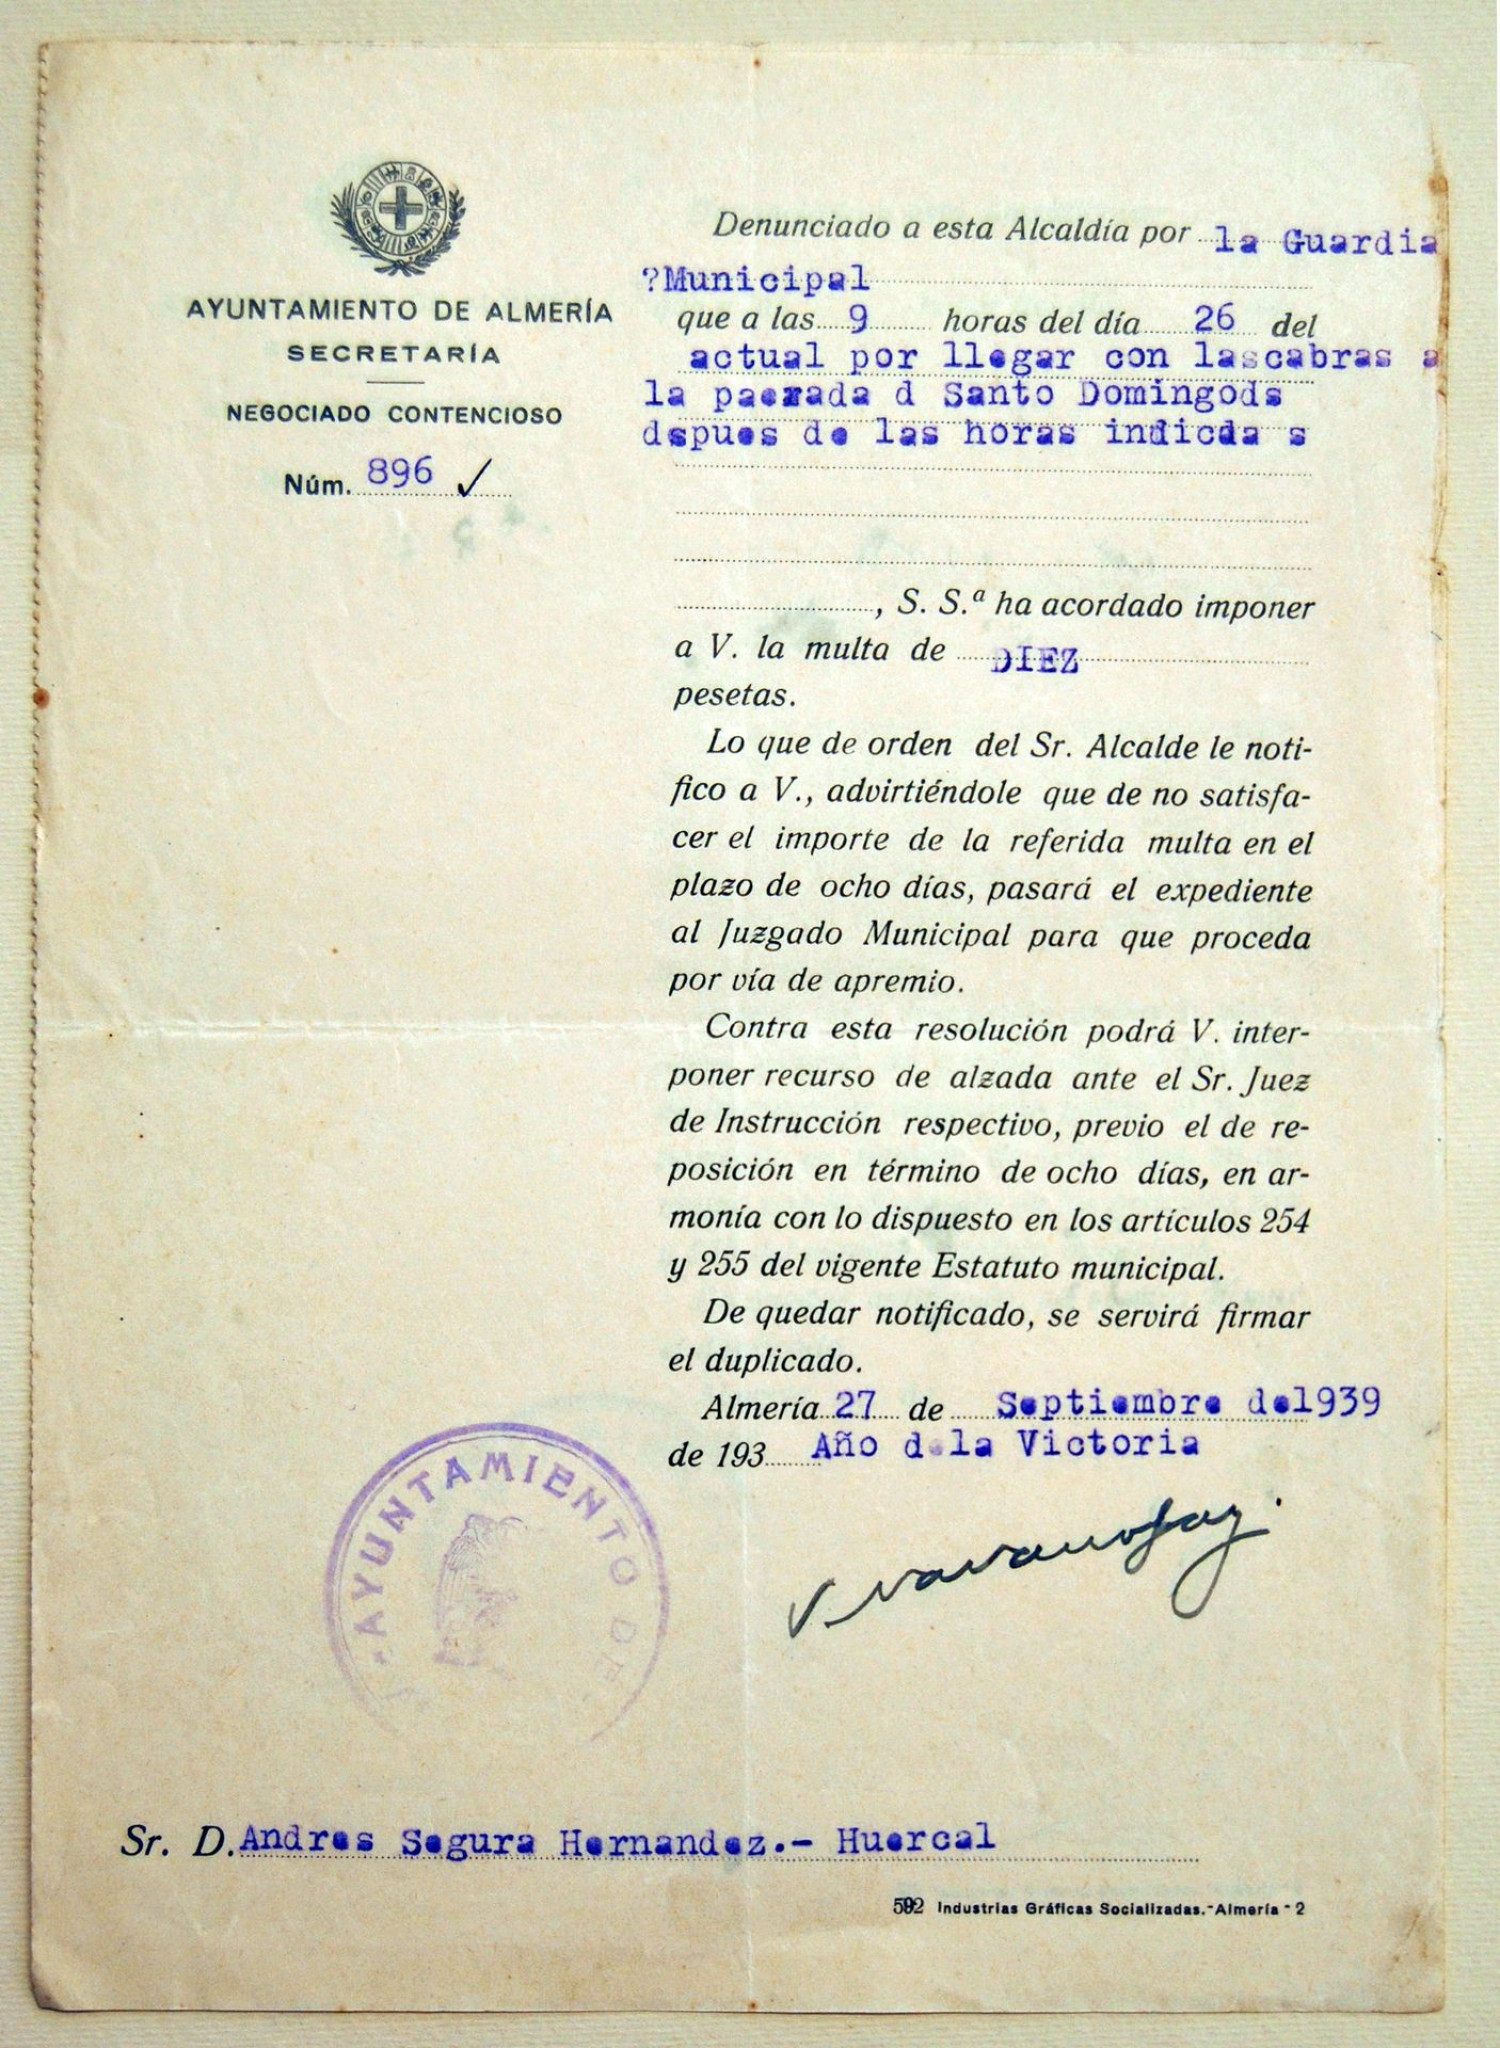 AYUNTAMIENTO DE ALMERÍA
SECRETARÍA
NEGOCIADO CONTENCIOSO
Núm. 896 ✓
Denunciado a esta Alcaldía por la Guardia
?Municipal
que a las 9 horas del día 26 del
actual por llegar con lascabras a
la paerada d Santo Domingods
dspues de las horas indicda s
, S. S.ª ha acordado imponer
a V. la multa de DIEZ
pesetas.
Lo que de orden del Sr. Alcalde le noti-
fico a V., advirtiéndole que de no satisfa-
cer el importe de la referida multa en el
plazo de ocho días, pasará el expediente
al Juzgado Municipal para que proceda
por vía de apremio.
Contra esta resolución podrá V. inter-
poner recurso de alzada ante el Sr. Juez
de Instrucción respectivo, previo el de re-
posición en término de ocho días, en ar-
monía con lo dispuesto en los artículos 254
y 255 del vigente Estatuto municipal.
De quedar notificado, se servirá firmar
el duplicado.
Almería 27 de Septiembre de1939
de 193 Año de la Victoria
AYUNTAMIENTO DE
Sr. D. Andres Segura Hernandez.- Huercal
592 Industrias Gráficas Socializadas.-Almería - 2